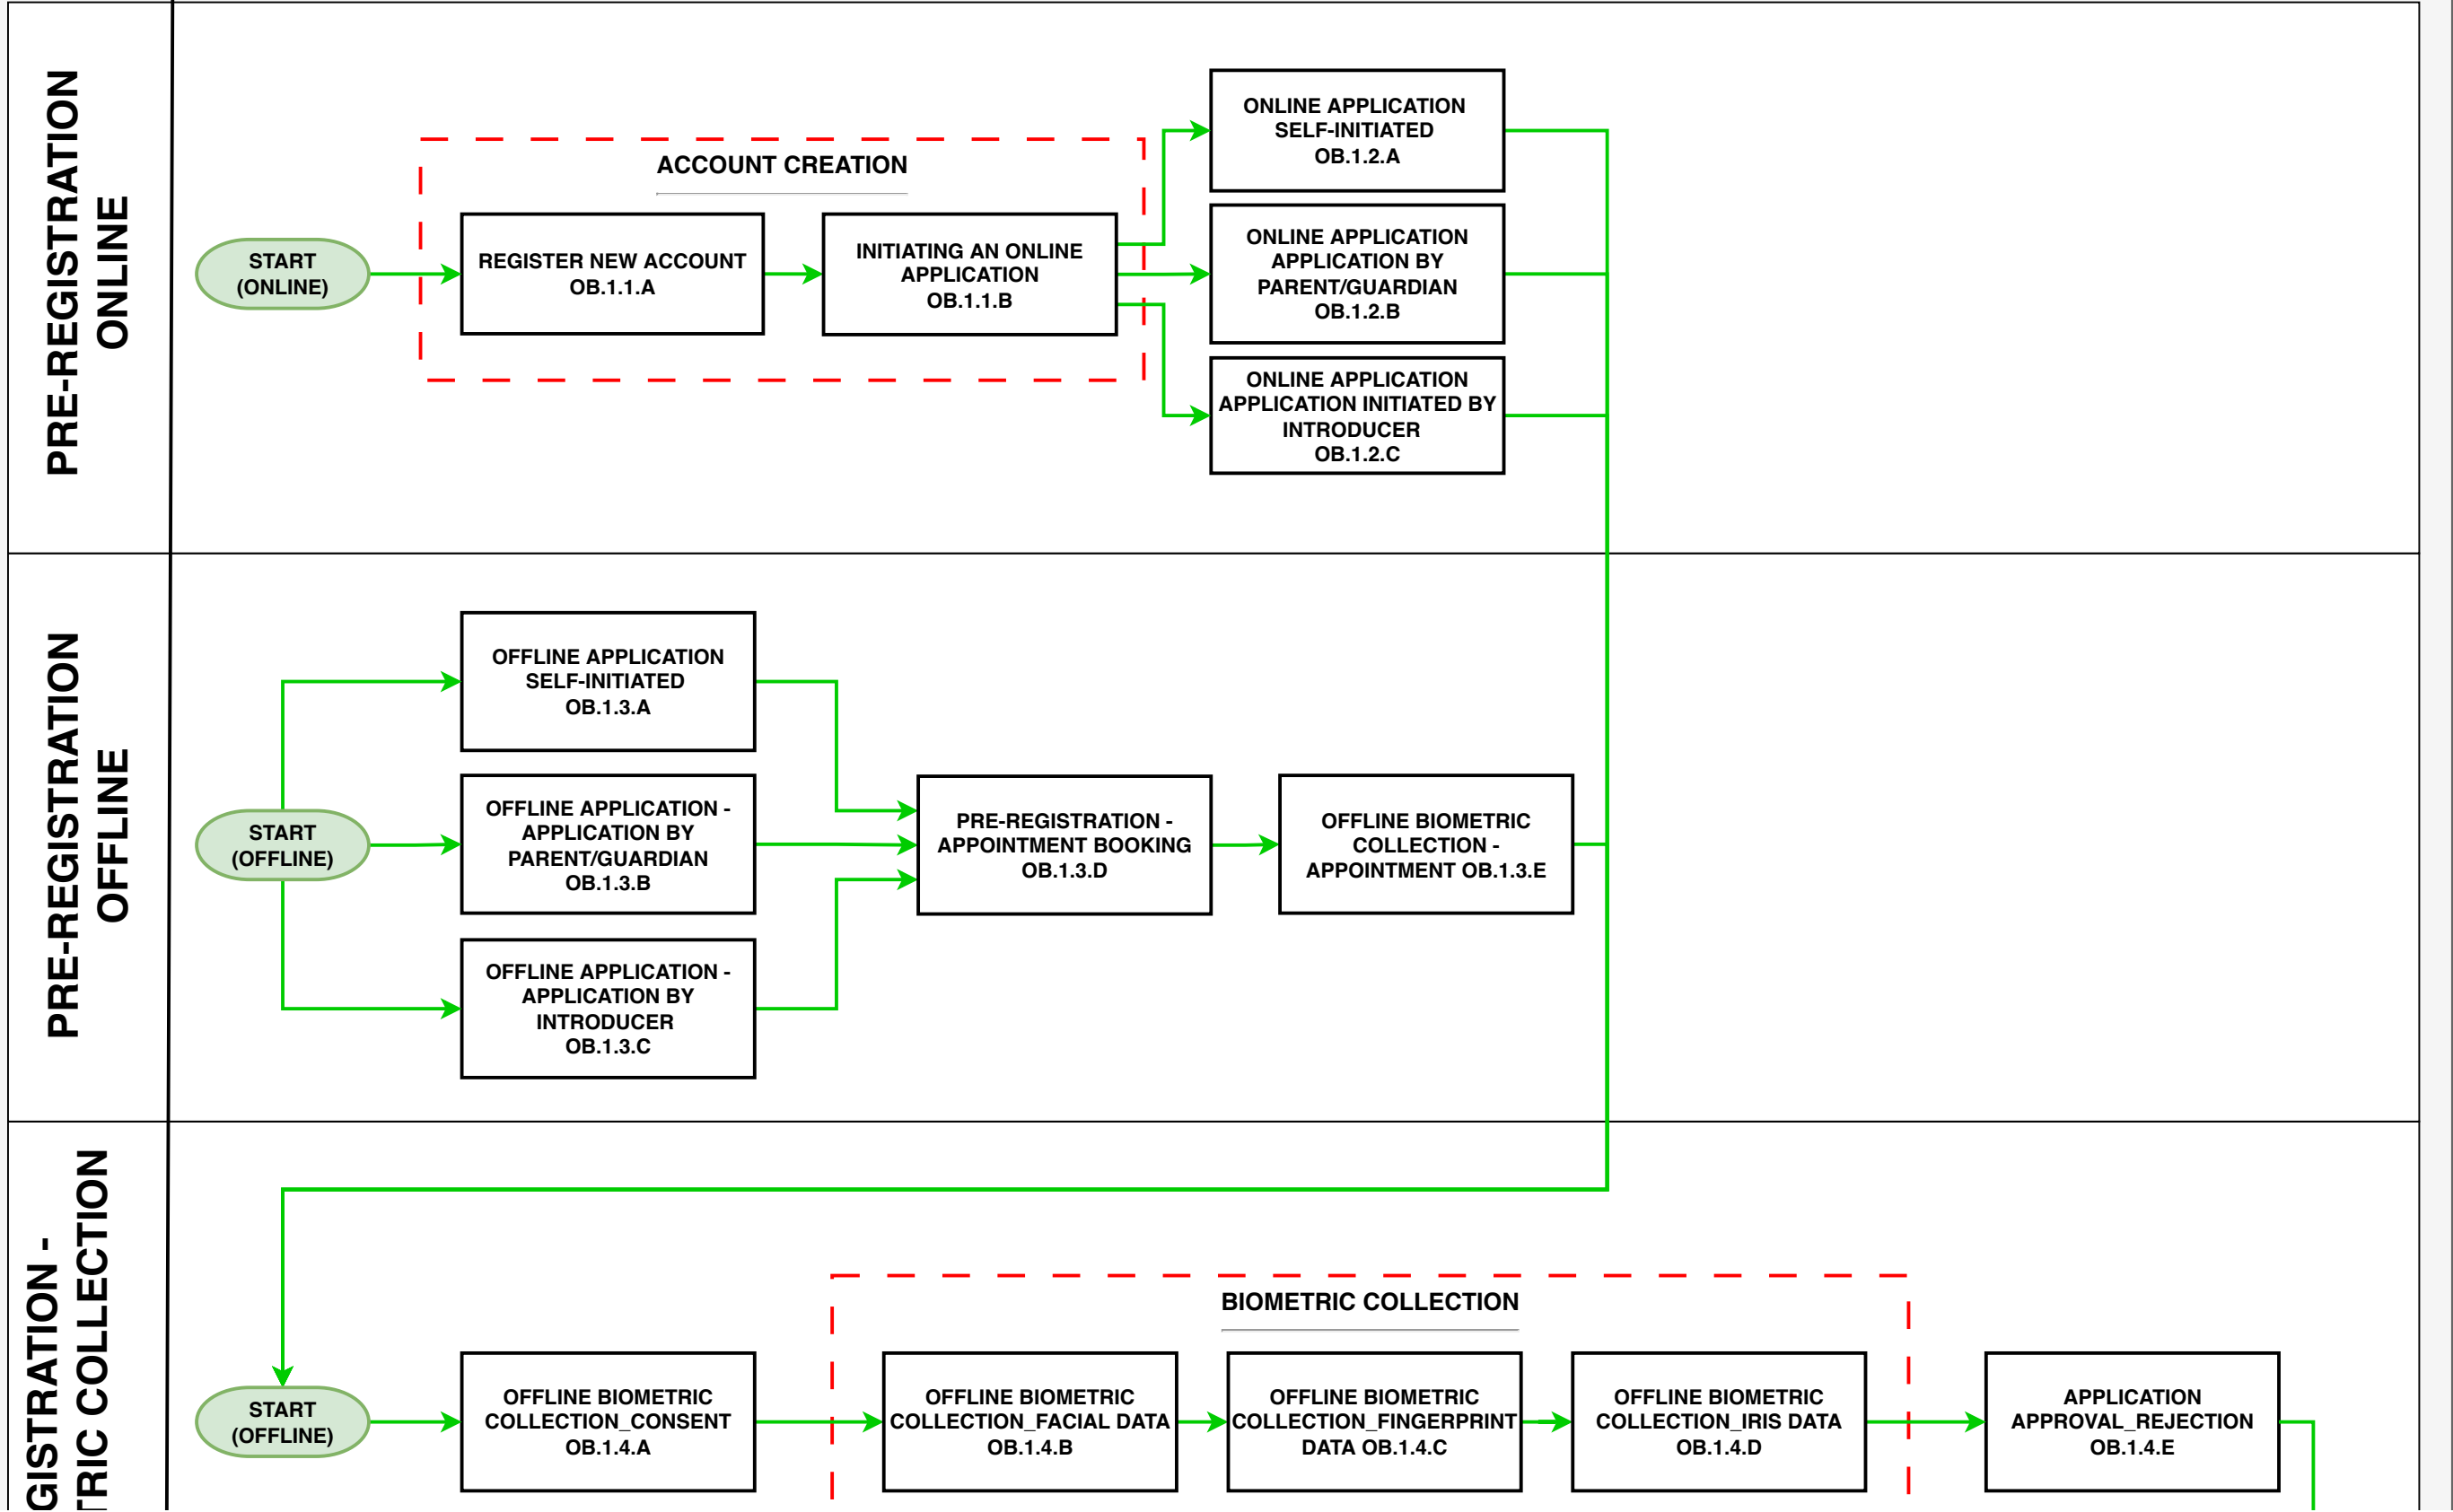 PRE-REGISTRATION
ONLINE
START
(ONLINE)
ACCOUNT CREATION
REGISTER NEW ACCOUNT
OB.1.1.A
INITIATING AN ONLINE
APPLICATION
OB.1.1.B
ONLINE APPLICATION
SELF-INITIATED
OB.1.2.A
ONLINE APPLICATION
APPLICATION BY
PARENT/GUARDIAN
OB.1.2.B
ONLINE APPLICATION
APPLICATION INITIATED BY
INTRODUCER
OB.1.2.C
PRE-REGISTRATION
OFFLINE
START
(OFFLINE)
OFFLINE APPLICATION
SELF-INITIATED
OB.1.3.A
OFFLINE APPLICATION -
APPLICATION BY
PARENT/GUARDIAN
OB.1.3.B
OFFLINE APPLICATION -
APPLICATION BY
INTRODUCER
OB.1.3.C
PRE-REGISTRATION -
APPOINTMENT BOOKING
OB.1.3.D
OFFLINE BIOMETRIC
COLLECTION -
APPOINTMENT OB.1.3.E
GISTRATION -
TRIC COLLECTION
START
(OFFLINE)
OFFLINE BIOMETRIC
COLLECTION_CONSENT
OB.1.4.A
BIOMETRIC COLLECTION
OFFLINE BIOMETRIC
COLLECTION_FACIAL DATA
OB.1.4.B
OFFLINE BIOMETRIC
COLLECTION_FINGERPRINT
DATA OB.1.4.C
OFFLINE BIOMETRIC
COLLECTION_IRIS DATA
OB.1.4.D
APPLICATION
APPROVAL_REJECTION
OB.1.4.E